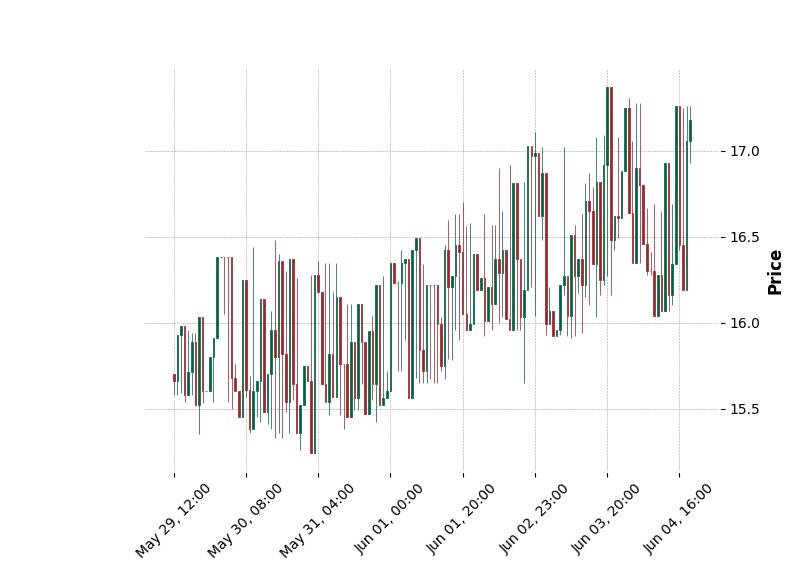 17.0
16.5
16.0
15.5
Price
May 29, 12:00
May 30, 08:00
May 31, 04:00
Jun 01, 00:00
Jun 01, 20:00
Jun 02, 23:00
Jun 03, 20:00
Jun 04, 16:00